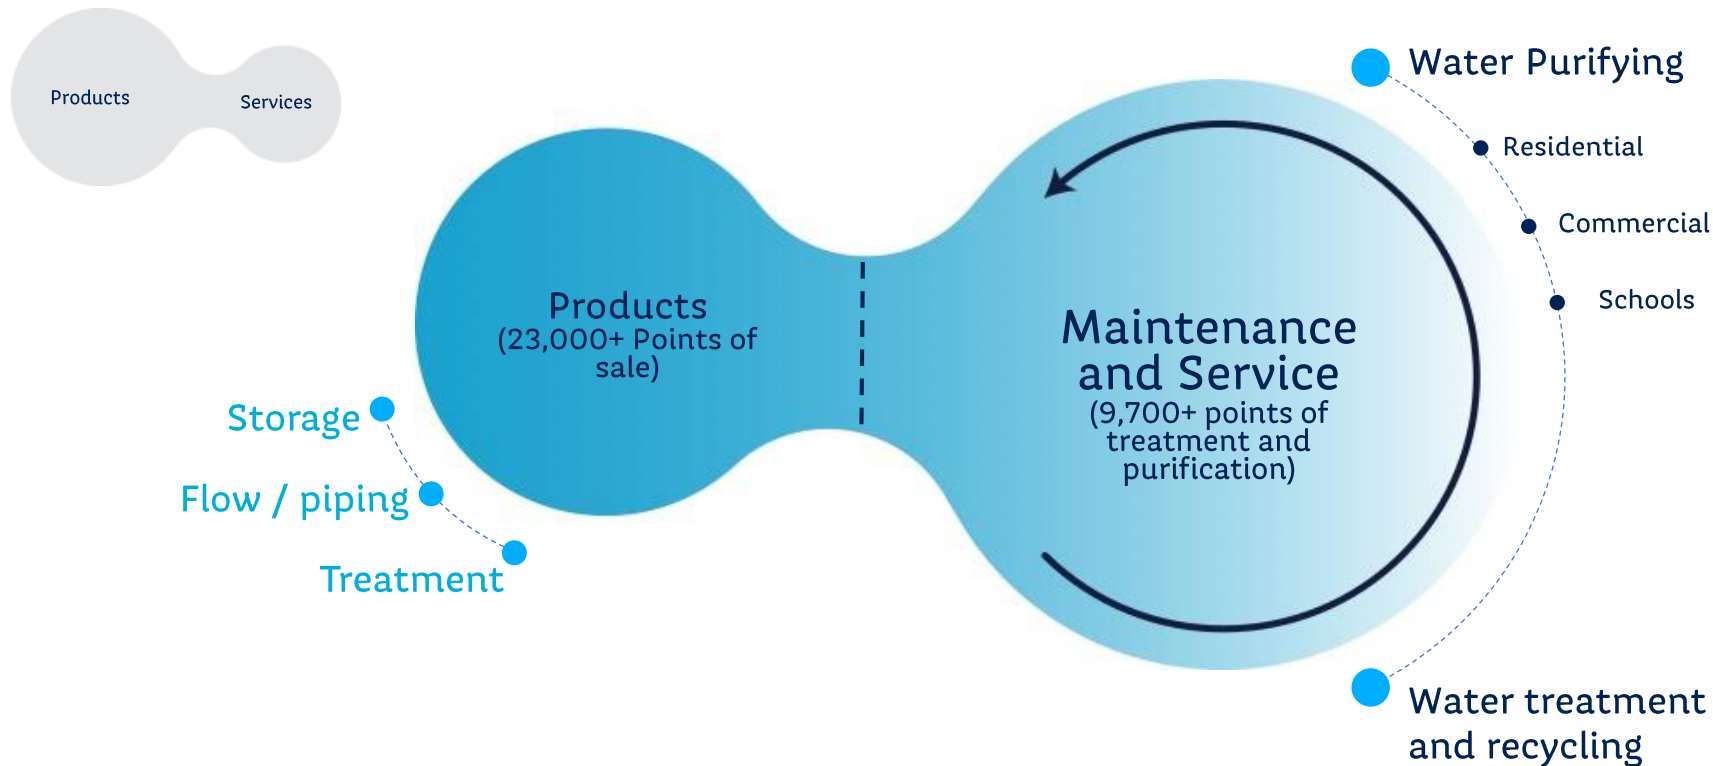 Products
Services
Products
(23,000+ Points of
sale)
Storage
Flow / piping
Treatment
Maintenance
and Service
(9,700+ points of
treatment and
purification)
Water Purifying
Residential
Commercial
Schools
Water treatment
and recycling